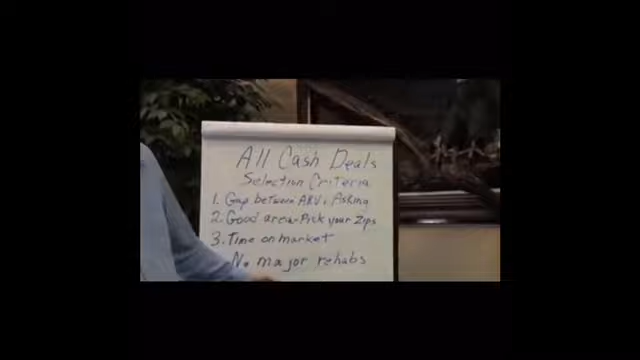 All Cash Deals
Selection Criteria
1. Gap between ARV & Asking
2. Good area-Pick your Zips
3. Time on market
No major rehabs